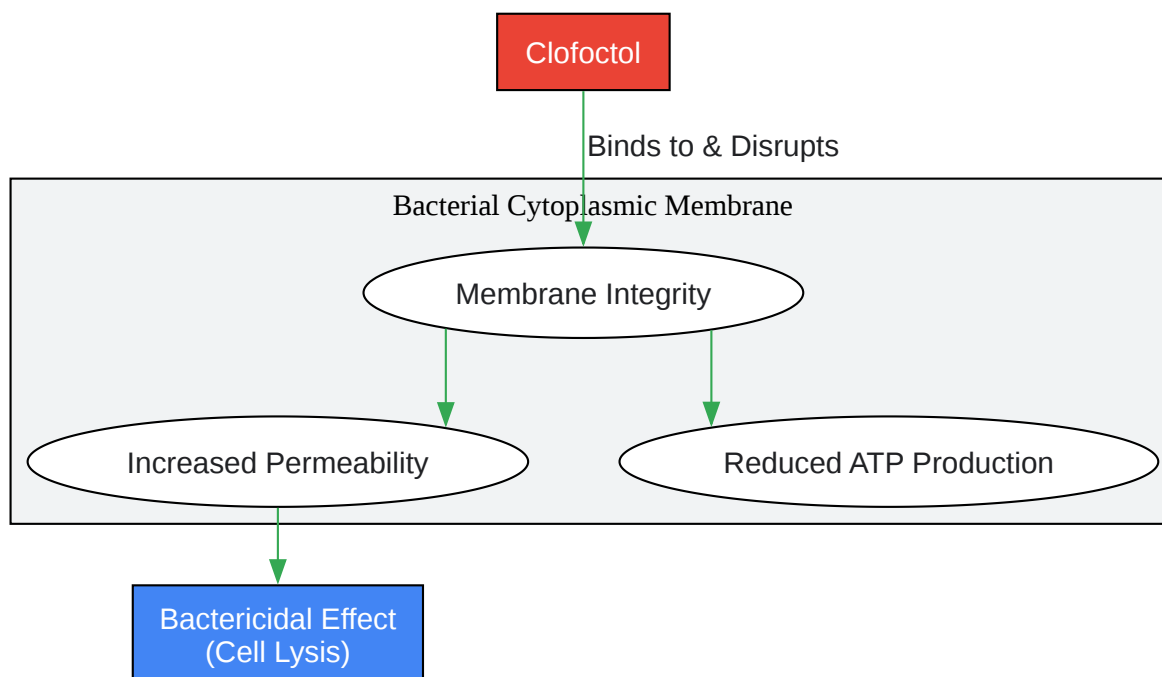 Clofoctol
Binds to & Disrupts
Bacterial Cytoplasmic Membrane
Membrane Integrity
Increased Permeability
Reduced ATP Production
Bactericidal Effect
(Cell Lysis)